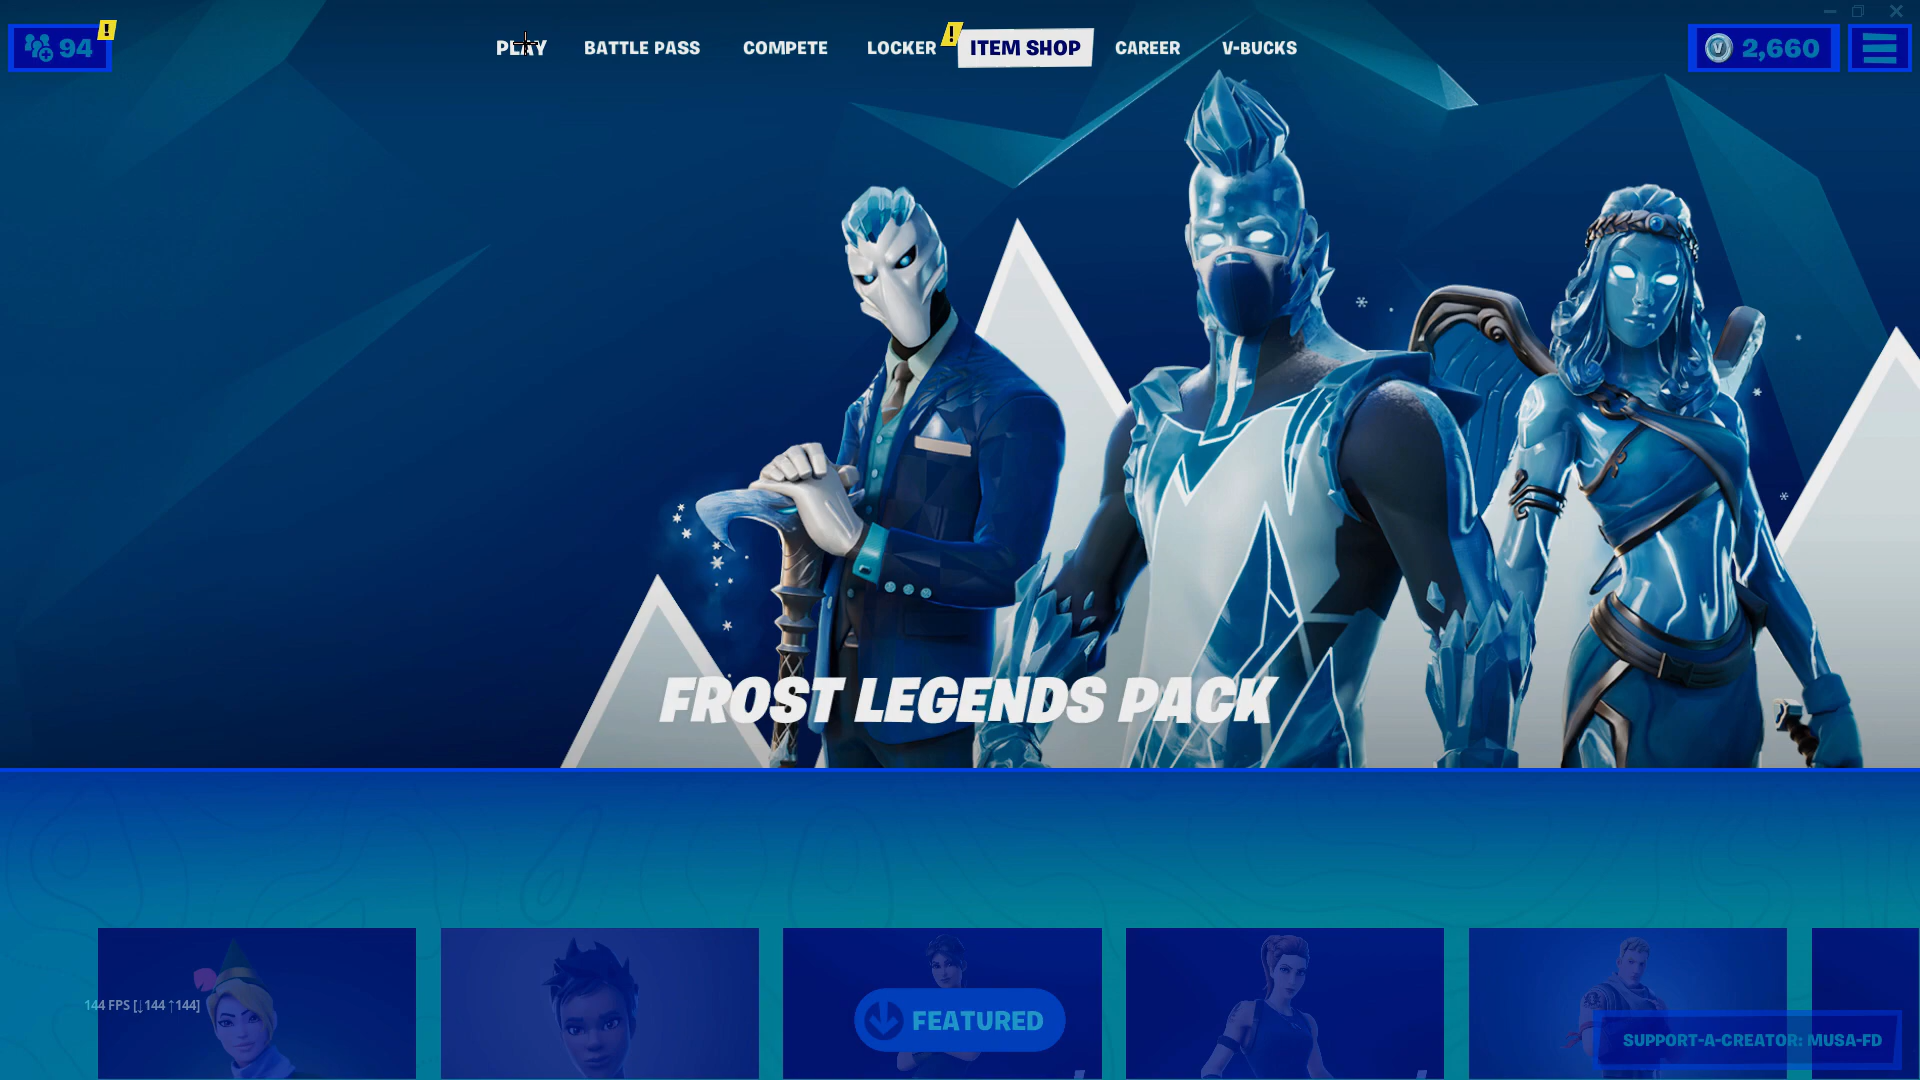 94
!
PLAY
BATTLE PASS
COMPETE
LOCKER
!
ITEM SHOP
CAREER
V-BUCKS
V
2,660
FROST LEGENDS PACK
144 FPS [↓144 ↑144]
FEATURED
SUPPORT-A-CREATOR: MUSA-FD